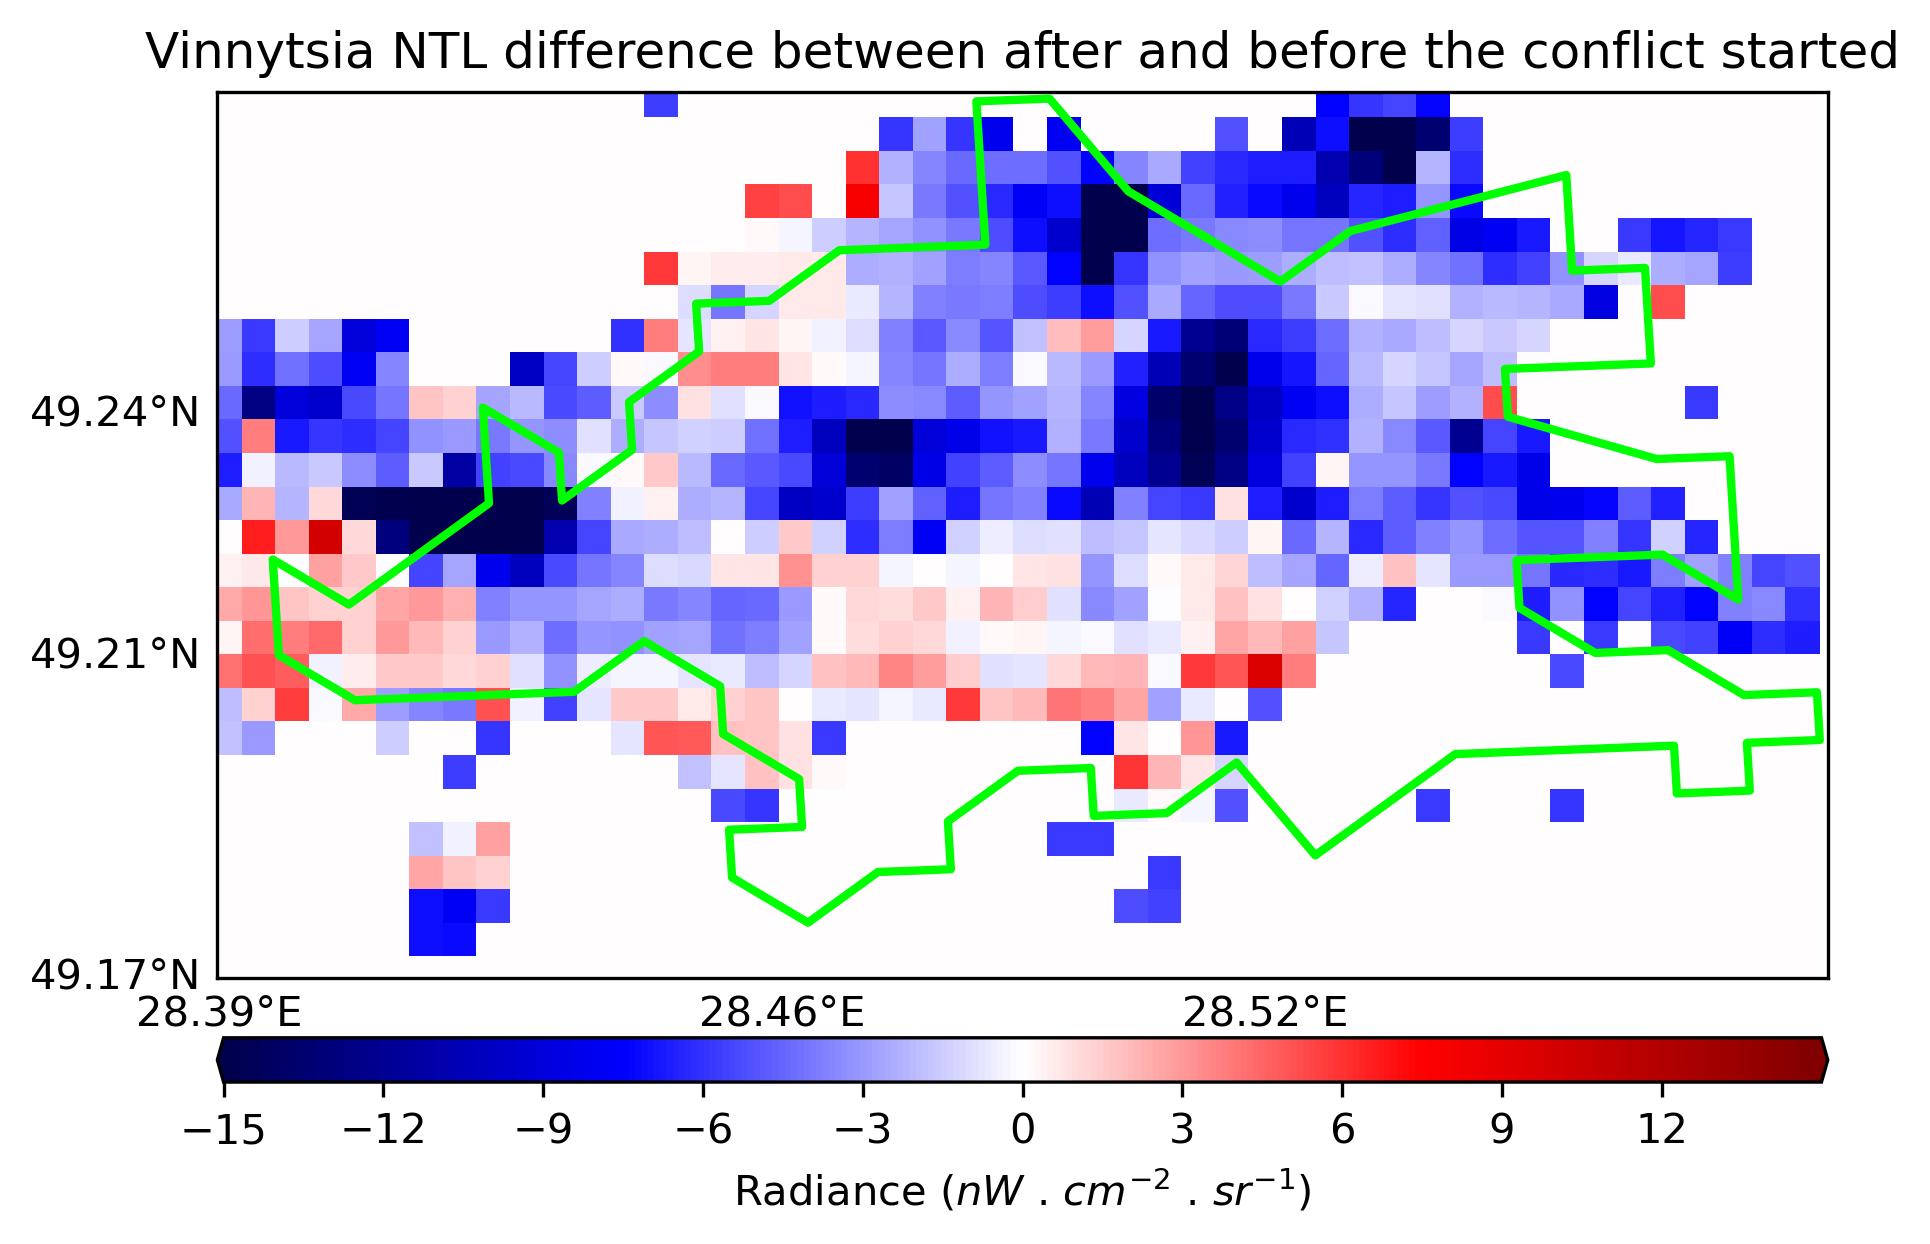 Vinnytsia NTL difference between after and before the conflict started
49.24°N
49.21°N
49.17°N
28.39°E 28.46°E 28.52°E
−15 −12 −9 −6 −3 0 3 6 9 12
Radiance (nW . cm⁻² . sr⁻¹)